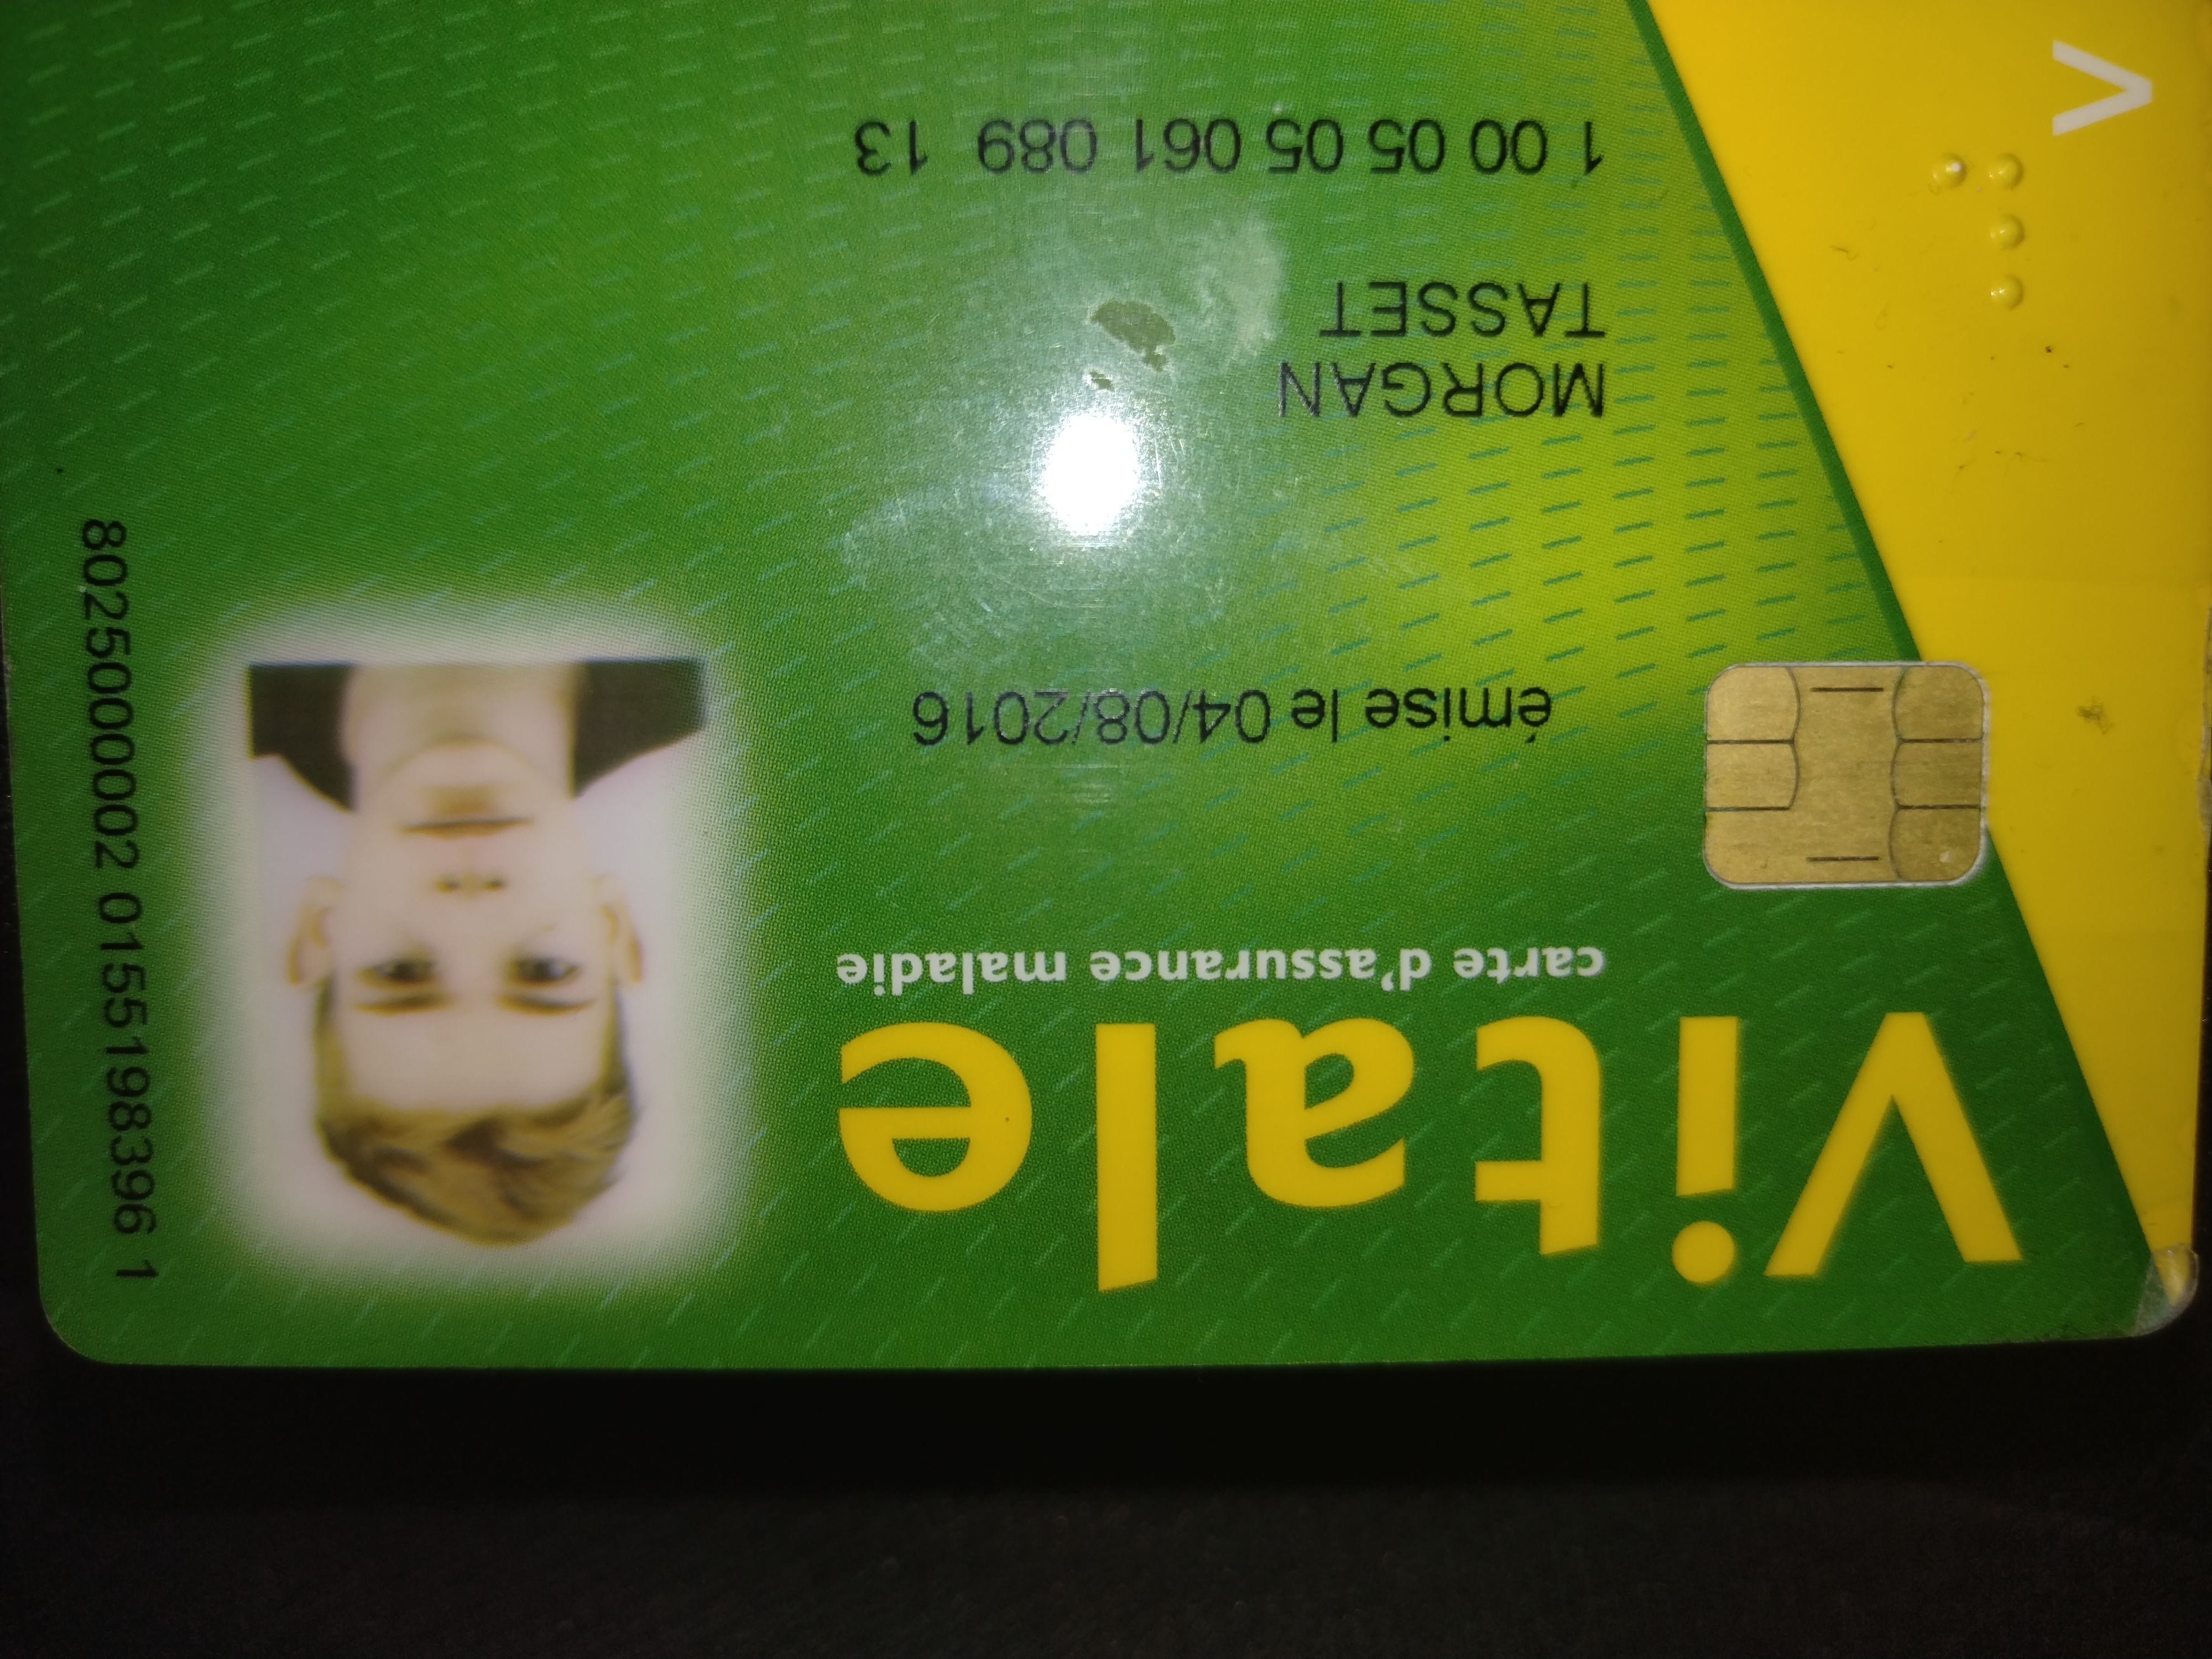 Vitale
carte d'assurance maladie
émise le 04/08/2016
MORGAN
TASSET
1 00 05 05 061 089 13
8025000002 0155198396 1